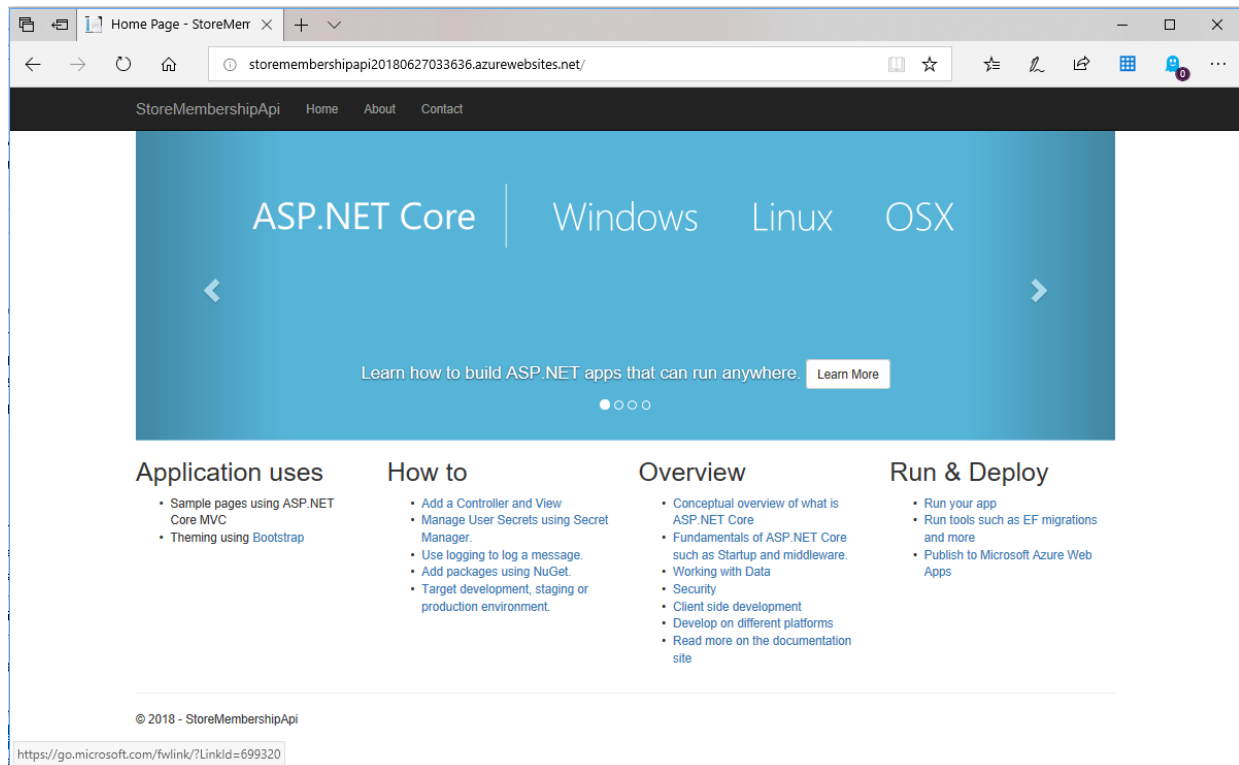 Home Page - StoreMem
storemembershipapi20180627033636.azurewebsites.net/
0
StoreMembershipApi Home About Contact
ASP.NET Core Windows Linux OSX
Learn how to build ASP.NET apps that can run anywhere. Learn More
Application uses
• Sample pages using ASP.NET
Core MVC
• Theming using Bootstrap
How to
• Add a Controller and View
• Manage User Secrets using Secret
Manager.
• Use logging to log a message.
• Add packages using NuGet.
• Target development, staging or
production environment.
Overview
• Conceptual overview of what is
ASP.NET Core
• Fundamentals of ASP.NET Core
such as Startup and middleware.
• Working with Data
• Security
• Client side development
• Develop on different platforms
• Read more on the documentation
site
Run & Deploy
• Run your app
• Run tools such as EF migrations
and more
• Publish to Microsoft Azure Web
Apps
© 2018 - StoreMembershipApi
https://go.microsoft.com/fwlink/?LinkId=699320